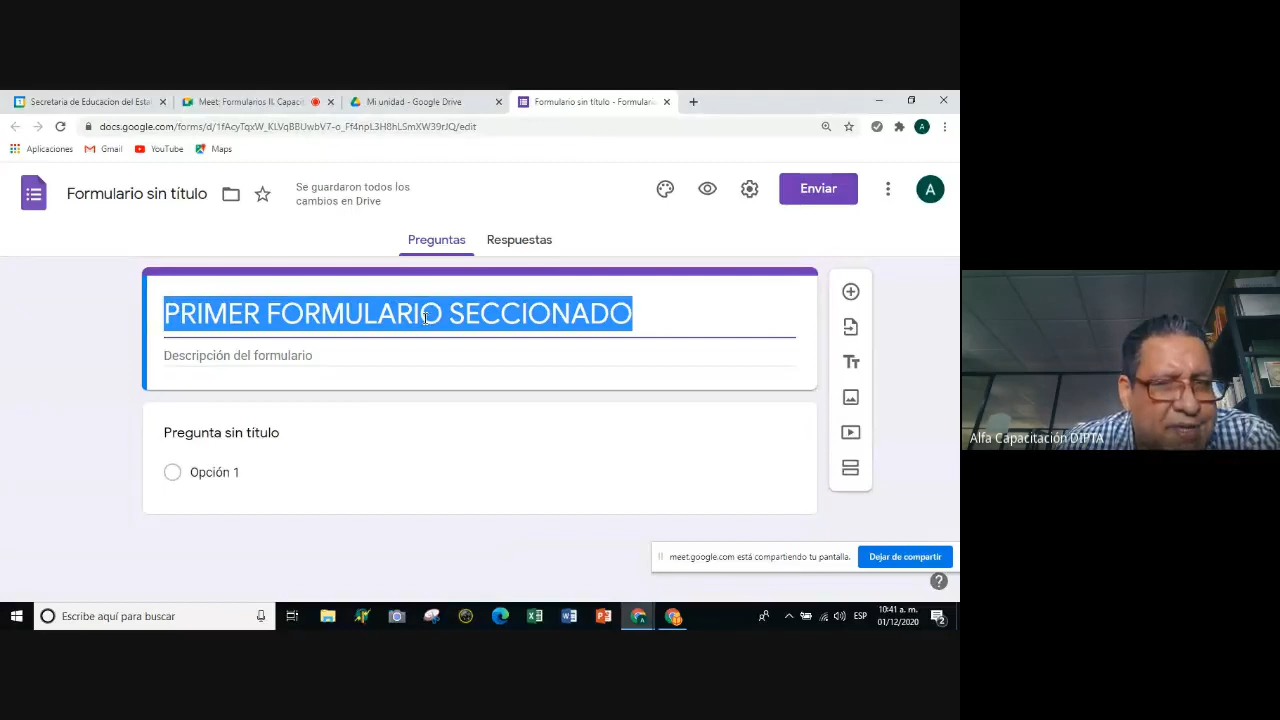 Secretaria de Educacion del Esta
Meet: Formularios II. Capaci
Mi unidad - Google Drive
Formulario sin título - Formulari
docs.google.com/forms/d/1fAcyTqxW_KLVqBBUwbV7-o_Ff4npL3H8hLSmXW39rJQ/edit
Aplicaciones
Gmail
YouTube
Maps
Formulario sin título
Se guardaron todos los
cambios en Drive
Enviar
A
Preguntas
Respuestas
PRIMER FORMULARIO SECCIONADO
Descripción del formulario
Pregunta sin título
Opción 1
meet.google.com está compartiendo tu pantalla.
Dejar de compartir
Escribe aquí para buscar
ESP
10:41 a. m.
01/12/2020
2
Alfa Capacitación DIPTA